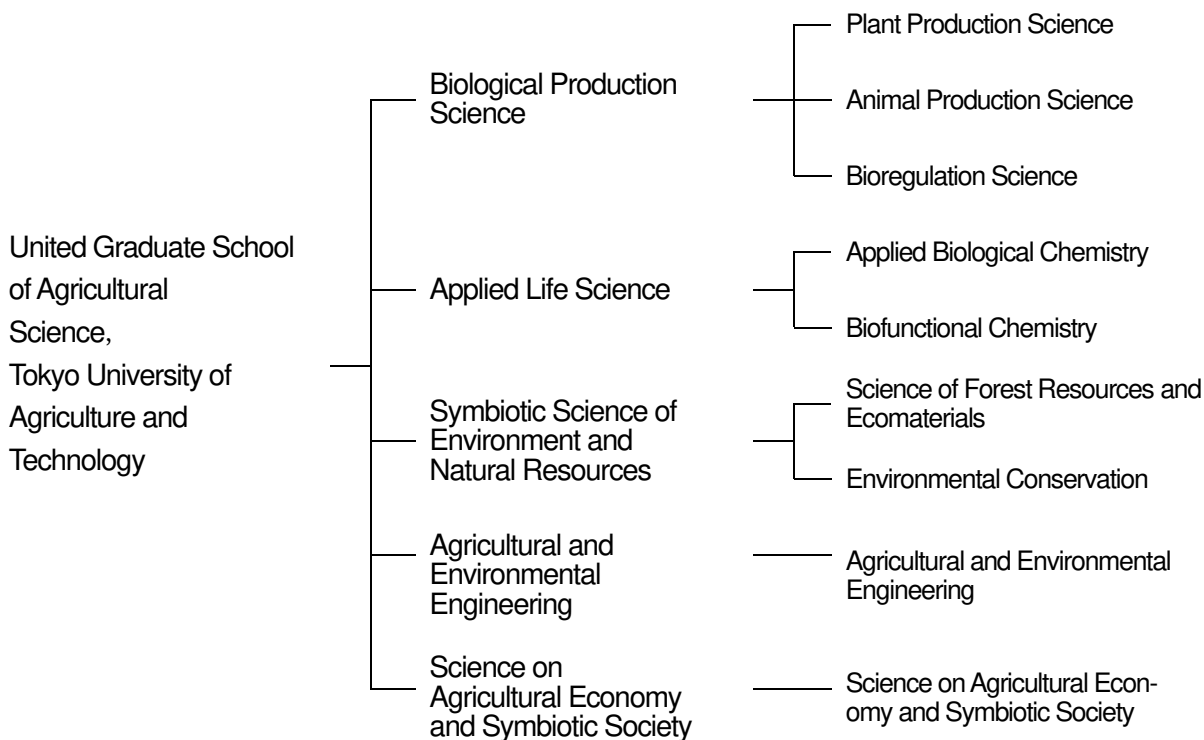 United Graduate School
of Agricultural
Science,
Tokyo University of
Agriculture and
Technology
Biological Production
Science
Plant Production Science
Animal Production Science
Bioregulation Science
Applied Life Science
Applied Biological Chemistry
Biofunctional Chemistry
Symbiotic Science of
Environment and
Natural Resources
Science of Forest Resources and
Ecomaterials
Environmental Conservation
Agricultural and
Environmental
Engineering
Agricultural and Environmental
Engineering
Science on
Agricultural Economy
and Symbiotic Society
Science on Agricultural Econ-
omy and Symbiotic Society